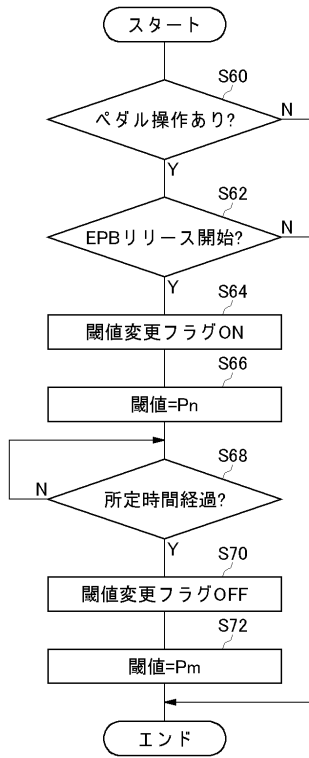 スタート
S60
ペダル操作あり?
N
Y
S62
EPBリリース開始?
N
Y
S64
閾値変更フラグON
S66
閾値=Pn
S68
所定時間経過?
N
Y
S70
閾値変更フラグOFF
S72
閾値=Pm
エンド